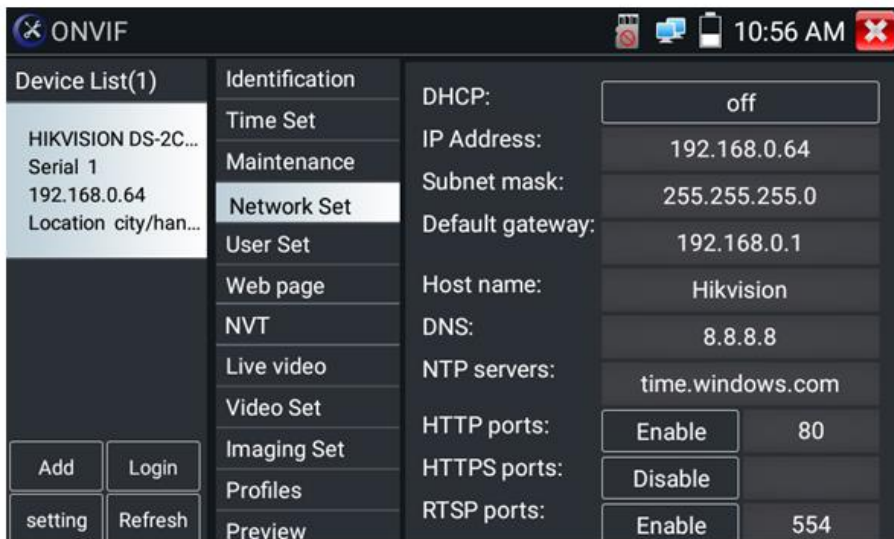 ONVIF
10:56 AM
Device List(1)
HIKVISION DS-2C...
Serial 1
192.168.0.64
Location city/han...
Add
Login
setting
Refresh
Identification
Time Set
Maintenance
Network Set
User Set
Web page
NVT
Live video
Video Set
Imaging Set
Profiles
Preview
DHCP: off
IP Address: 192.168.0.64
Subnet mask: 255.255.255.0
Default gateway: 192.168.0.1
Host name: Hikvision
DNS: 8.8.8.8
NTP servers: time.windows.com
HTTP ports: Enable 80
HTTPS ports: Disable
RTSP ports: Enable 554